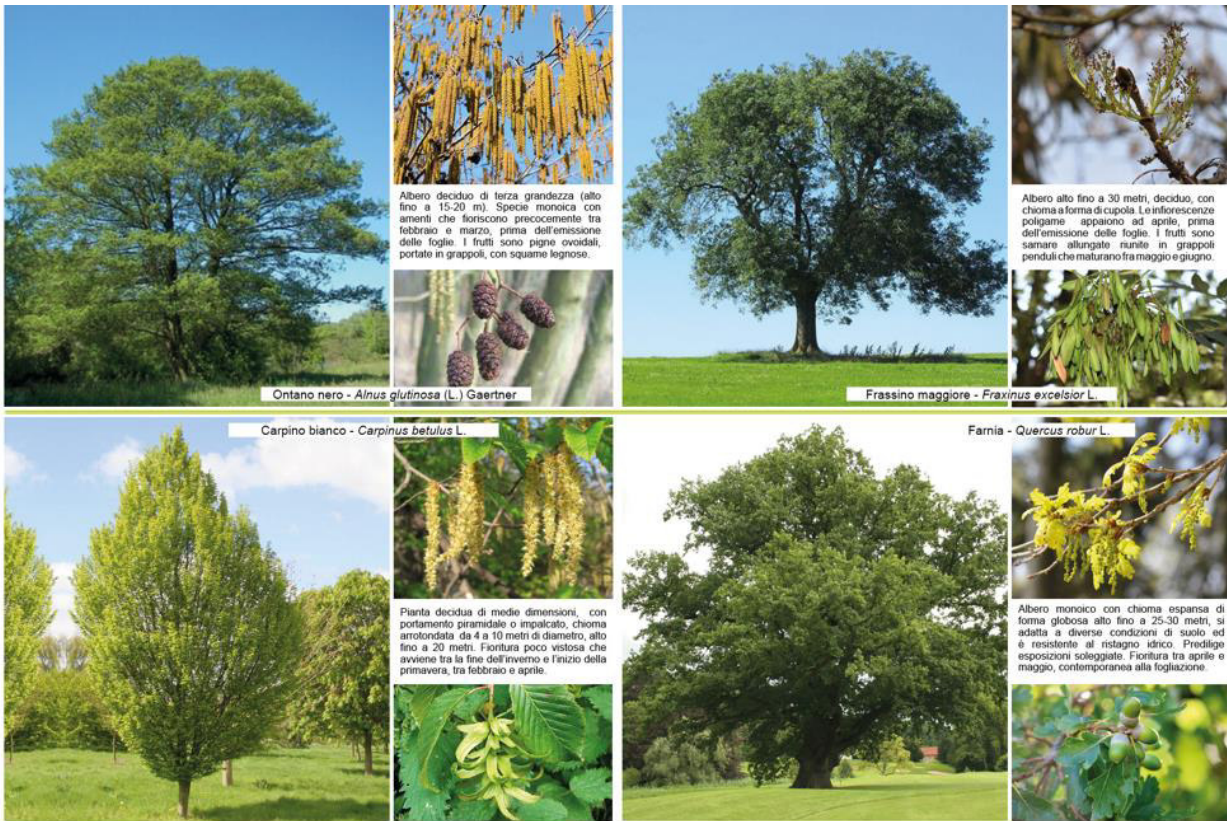 Albero deciduo di terza grandezza (alto
fino a 15-20 m). Specie monoica con
amenti che fioriscono precocemente tra
febbraio e marzo, prima dell'emissione
delle foglie. I frutti sono pigne ovoidali,
portate in grappoli, con squame legnose.
Ontano nero - Alnus glutinosa (L.) Gaertner
Albero alto fino a 30 metri, deciduo, con
chioma a forma di cupola. Le infiorescenze
poligame appaiono ad aprile, prima
dell'emissione delle foglie. I frutti sono
samare allungate riunite in grappoli
penduli che maturano fra maggio e giugno.
Frassino maggiore - Fraxinus excelsior L.
Carpino bianco - Carpinus betulus L.
Pianta decidua di medie dimensioni, con
portamento piramidale o impalcato, chioma
arrotondata da 4 a 10 metri di diametro, alto
fino a 20 metri. Fioritura poco vistosa che
avviene tra la fine dell'inverno e l'inizio della
primavera, tra febbraio e aprile.
Farnia - Quercus robur L.
Albero monoico con chioma espansa di
forma globosa alto fino a 25-30 metri, si
adatta a diverse condizioni di suolo ed
è resistente al ristagno idrico. Predilige
esposizioni soleggiate. Fioritura tra aprile e
maggio, contemporanea alla fogliazione.